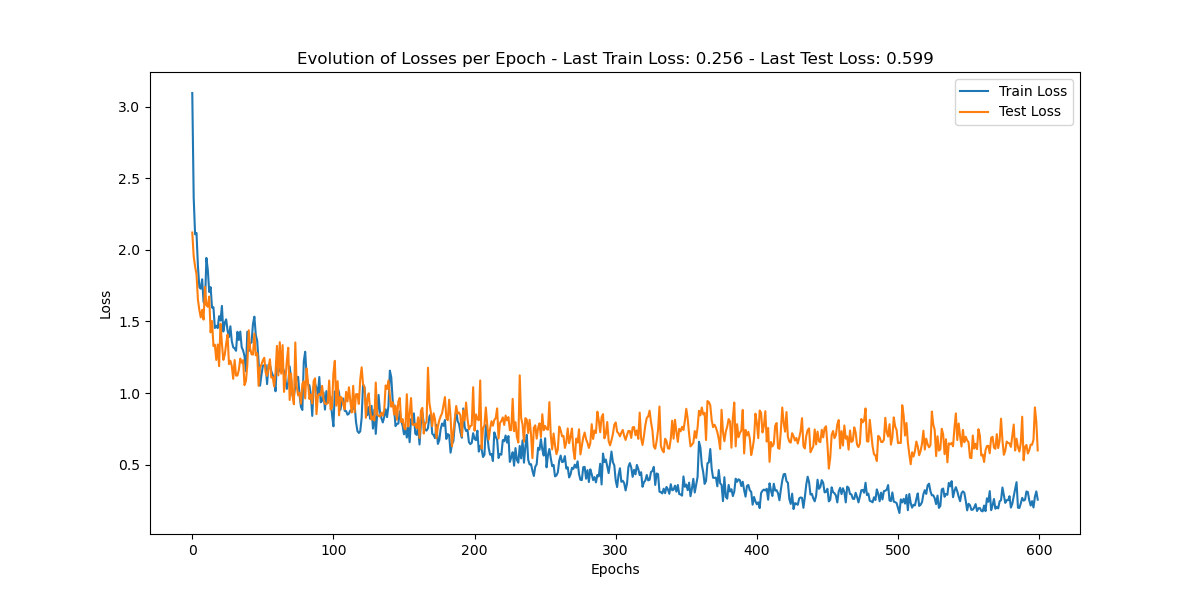 Evolution of Losses per Epoch - Last Train Loss: 0.256 - Last Test Loss: 0.599
Train Loss
Test Loss
3.0
2.5
2.0
1.5
1.0
0.5
Loss
0 100 200 300 400 500 600
Epochs